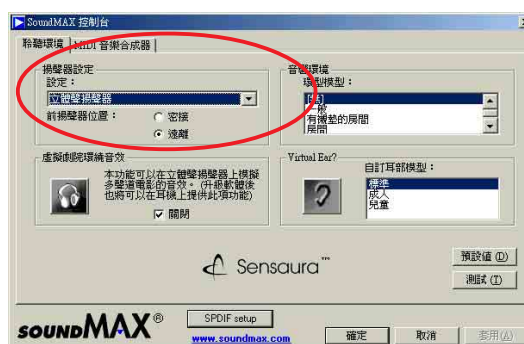 SoundMAX 控制台
聆聽環境
MIDI 音樂合成器
揚聲器設定
設定：
立體聲揚聲器
前揚聲器位置：
密接
遠離
音響環境
環型模型：
一般
有襯墊的房間
房間
虛擬劇院環繞音效
本功能可以在立體聲揚聲器上模擬
多聲道電影的音效。(升級軟體後
也將可以在耳機上提供此項功能)
關閉
Virtual Ear?
自訂耳部模型：
標準
成人
兒童
Sensaura™
預設值 (D)
測試 (T)
SOUNDMAX®
SPDIF setup
www.soundmax.com
確定
取消
套用(A)